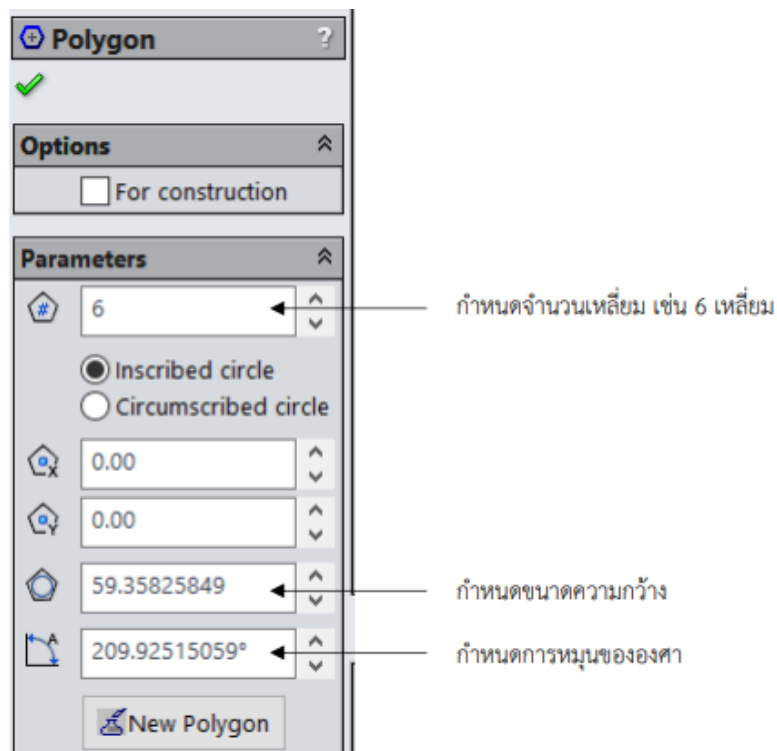 Polygon ?
Options
For construction
Parameters
# 6 กำหนดจำนวนเหลี่ยม เช่น 6 เหลี่ยม
Inscribed circle
Circumscribed circle
X 0.00
Y 0.00
59.35825849 กำหนดขนาดความกว้าง
A 209.92515059° กำหนดการหมุนขององศา
New Polygon